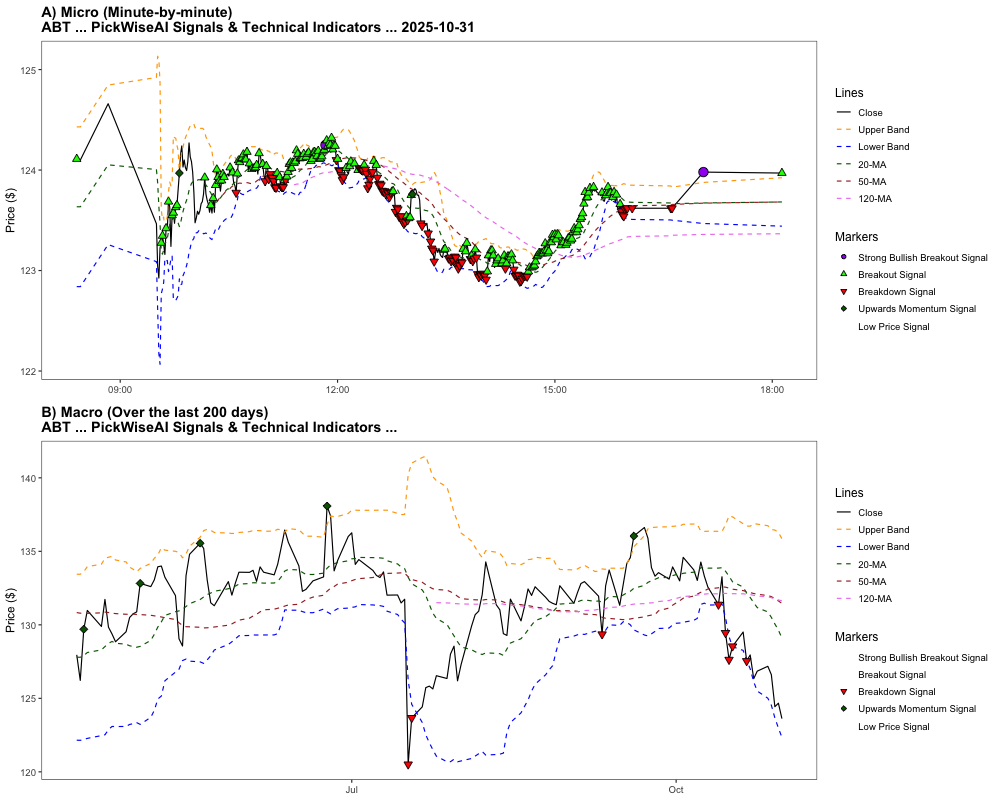 A) Micro (Minute-by-minute)
ABT ... PickWiseAI Signals & Technical Indicators ... 2025-10-31
Price ($)
125
124
123
122
09:00
12:00
15:00
18:00
Lines
Close
Upper Band
Lower Band
20-MA
50-MA
120-MA
Markers
Strong Bullish Breakout Signal
Breakout Signal
Breakdown Signal
Upwards Momentum Signal
Low Price Signal
B) Macro (Over the last 200 days)
ABT ... PickWiseAI Signals & Technical Indicators ...
Price ($)
140
135
130
125
120
Jul
Oct
Lines
Close
Upper Band
Lower Band
20-MA
50-MA
120-MA
Markers
Strong Bullish Breakout Signal
Breakout Signal
Breakdown Signal
Upwards Momentum Signal
Low Price Signal